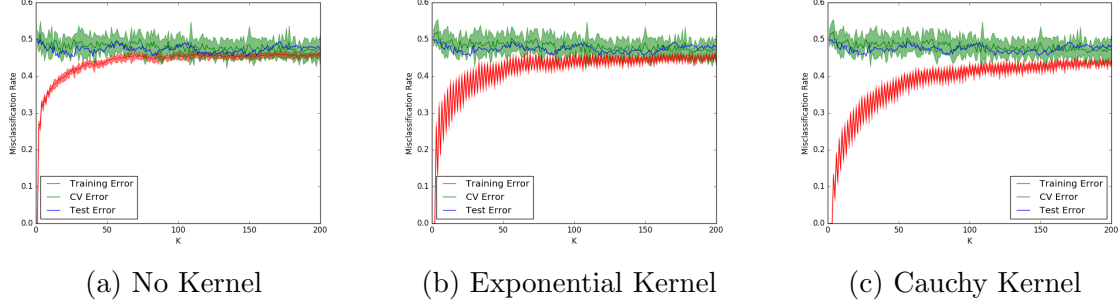 0.6
0.5
0.4
0.3
0.2
0.1
0.0
Misclassification Rate
Training Error
CV Error
Test Error
0
50
100
150
200
K
(a) No Kernel
0.6
0.5
0.4
0.3
0.2
0.1
0.0
Misclassification Rate
Training Error
CV Error
Test Error
0
50
100
150
200
K
(b) Exponential Kernel
0.6
0.5
0.4
0.3
0.2
0.1
0.0
Misclassification Rate
Training Error
CV Error
Test Error
0
50
100
150
200
K
(c) Cauchy Kernel